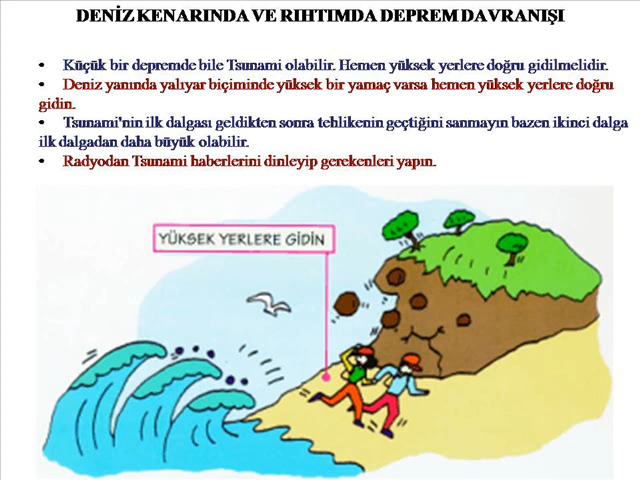 DENİZ KENARINDA VE RIHTIMDA DEPREM DAVRANIŞI
• Küçük bir depremde bile Tsunami olabilir. Hemen yüksek yerlere doğru gidilmelidir.
• Deniz yanında yalıyar biçiminde yüksek bir yamaç varsa hemen yüksek yerlere doğru
gidin.
• Tsunami'nin ilk dalgası geldikten sonra tehlikenin geçtiğini sanmayın bazen ikinci dalga
ilk dalgadan daha büyük olabilir.
• Radyodan Tsunami haberlerini dinleyip gerekenleri yapın.
YÜKSEK YERLERE GİDİN